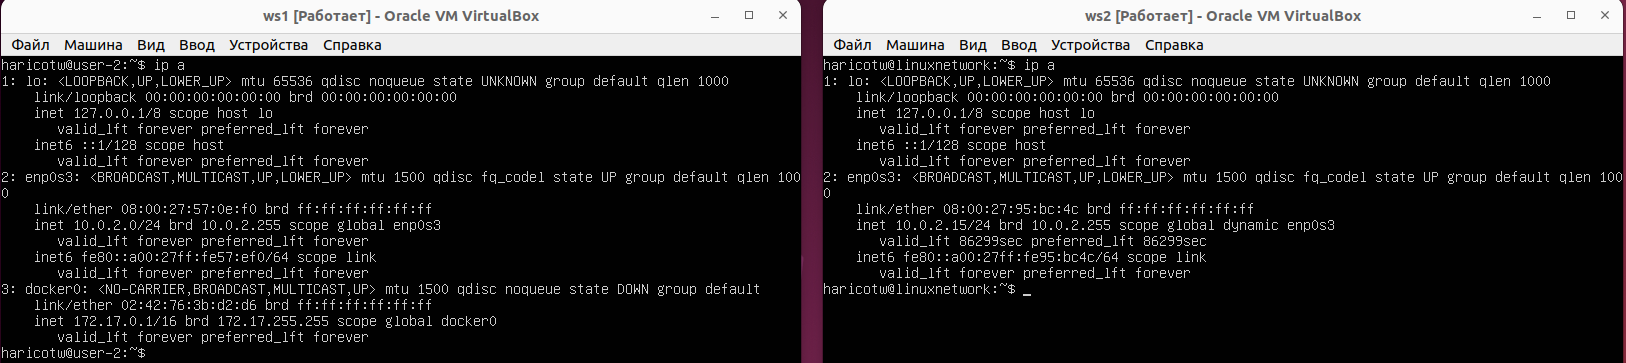 ws1 [Работает] - Oracle VM VirtualBox
Файл Машина Вид Ввод Устройства Справка
haricotw@user-2:~$ ip a
1: lo: <LOOPBACK,UP,LOWER_UP> mtu 65536 qdisc noqueue state UNKNOWN group default qlen 1000
link/loopback 00:00:00:00:00:00 brd 00:00:00:00:00:00
inet 127.0.0.1/8 scope host lo
valid_lft forever preferred_lft forever
inet6 ::1/128 scope host
valid_lft forever preferred_lft forever
2: enp0s3: <BROADCAST,MULTICAST,UP,LOWER_UP> mtu 1500 qdisc fq_codel state UP group default qlen 100
0
link/ether 08:00:27:57:0e:f0 brd ff:ff:ff:ff:ff:ff
inet 10.0.2.0/24 brd 10.0.2.255 scope global enp0s3
valid_lft forever preferred_lft forever
inet6 fe80::a00:27ff:fe57:ef0/64 scope link
valid_lft forever preferred_lft forever
3: docker0: <NO-CARRIER,BROADCAST,MULTICAST,UP> mtu 1500 qdisc noqueue state DOWN group default
link/ether 02:42:76:3b:d2:d6 brd ff:ff:ff:ff:ff:ff
inet 172.17.0.1/16 brd 172.17.255.255 scope global docker0
valid_lft forever preferred_lft forever
haricotw@user-2:~$
ws2 [Работает] - Oracle VM VirtualBox
Файл Машина Вид Ввод Устройства Справка
haricotw@linuxnetwork:~$ ip a
1: lo: <LOOPBACK,UP,LOWER_UP> mtu 65536 qdisc noqueue state UNKNOWN group default qlen 1000
link/loopback 00:00:00:00:00:00 brd 00:00:00:00:00:00
inet 127.0.0.1/8 scope host lo
valid_lft forever preferred_lft forever
inet6 ::1/128 scope host
valid_lft forever preferred_lft forever
2: enp0s3: <BROADCAST,MULTICAST,UP,LOWER_UP> mtu 1500 qdisc fq_codel state UP group default qlen 100
0
link/ether 08:00:27:95:bc:4c brd ff:ff:ff:ff:ff:ff
inet 10.0.2.15/24 brd 10.0.2.255 scope global dynamic enp0s3
valid_lft 86299sec preferred_lft 86299sec
inet6 fe80::a00:27ff:fe95:bc4c/64 scope link
valid_lft forever preferred_lft forever
haricotw@linuxnetwork:~$ _